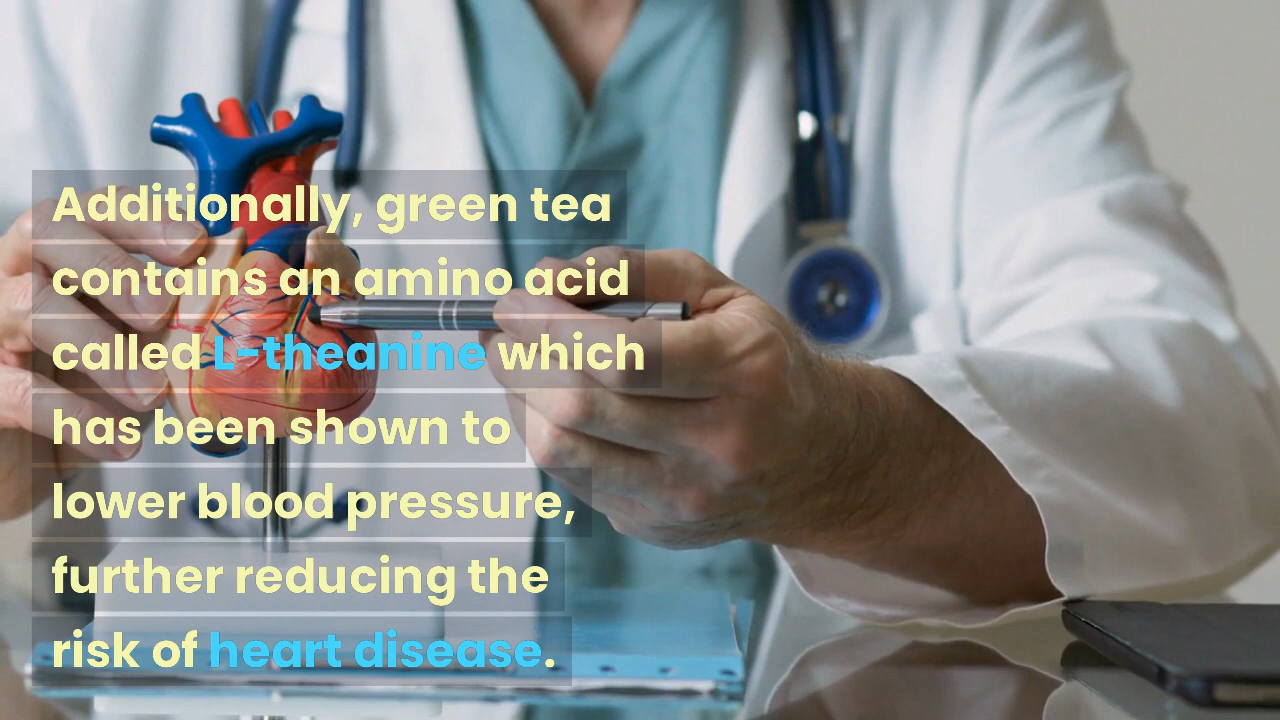 Additionally, green tea
contains an amino acid
called L-theanine which
has been shown to
lower blood pressure,
further reducing the
risk of heart disease.